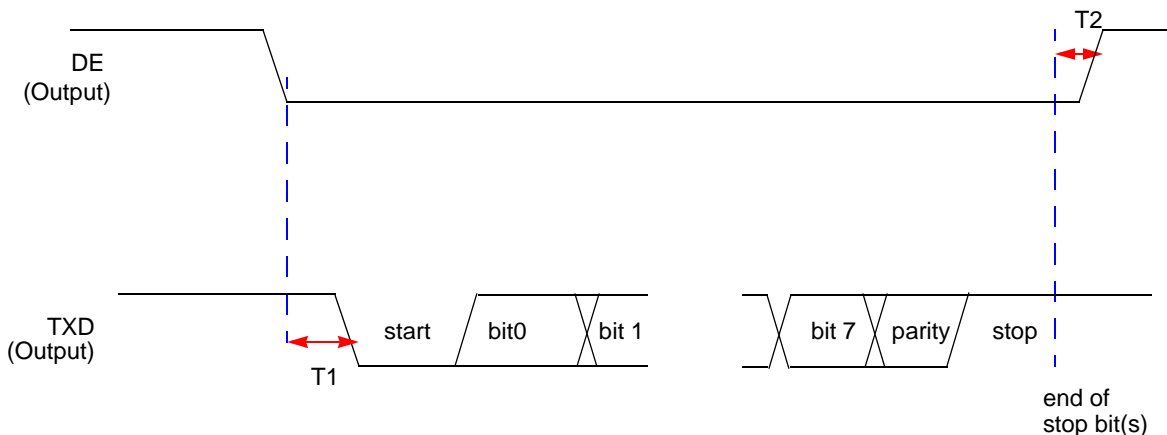 T2
DE
(Output)
TXD
(Output)
start
bit0
bit 1
bit 7
parity
stop
T1
end of
stop bit(s)